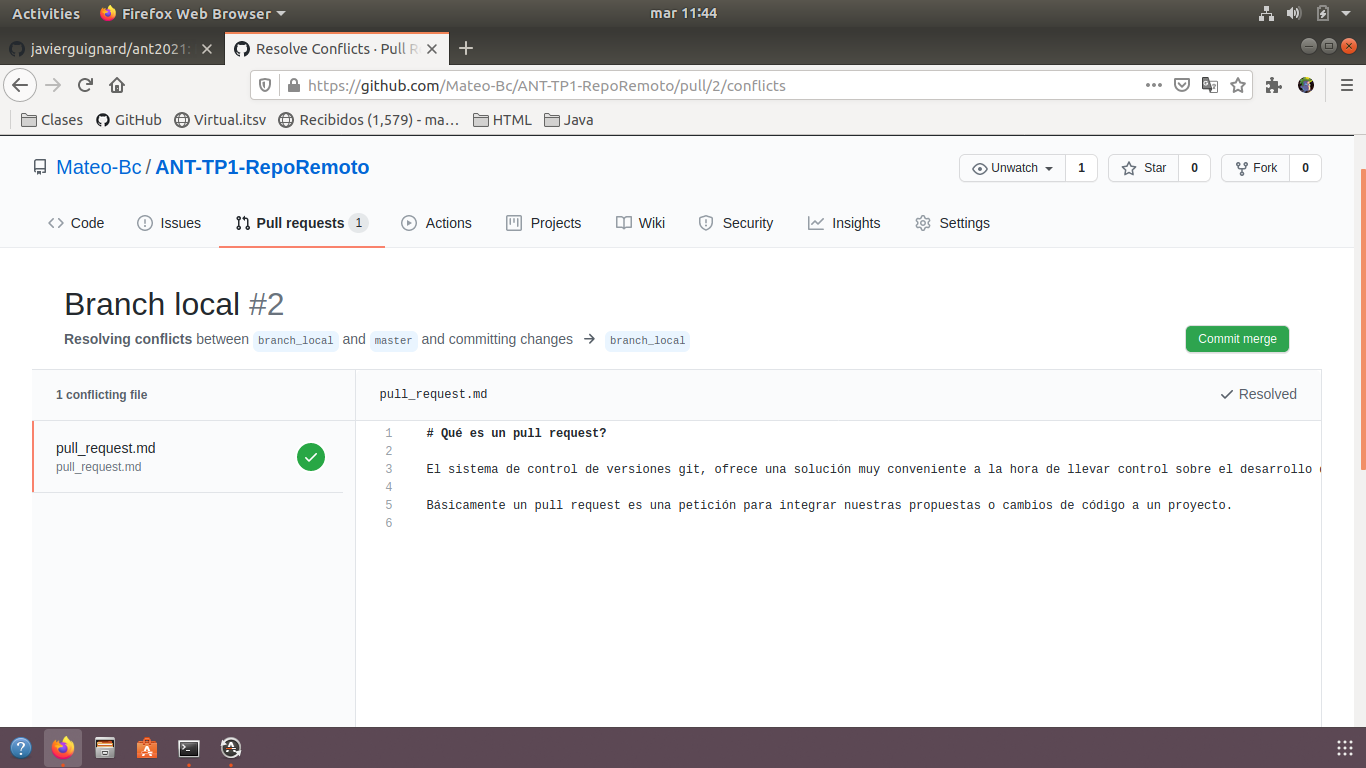 Activities Firefox Web Browser mar 11:44
javierguignard/ant2021: Resolve Conflicts · Pull R
https://github.com/Mateo-Bc/ANT-TP1-RepoRemoto/pull/2/conflicts
Clases GitHub Virtual.itsv Recibidos (1,579) - ma… HTML Java
Mateo-Bc / ANT-TP1-RepoRemoto Unwatch 1 Star 0 Fork 0
Code Issues Pull requests 1 Actions Projects Wiki Security Insights Settings
Branch local #2
Resolving conflicts between branch_local and master and committing changes → branch_local Commit merge
1 conflicting file pull_request.md Resolved
pull_request.md
pull_request.md
1 # Qué es un pull request?
2
3 El sistema de control de versiones git, ofrece una solución muy conveniente a la hora de llevar control sobre el desarrollo
4
5 Básicamente un pull request es una petición para integrar nuestras propuestas o cambios de código a un proyecto.
6